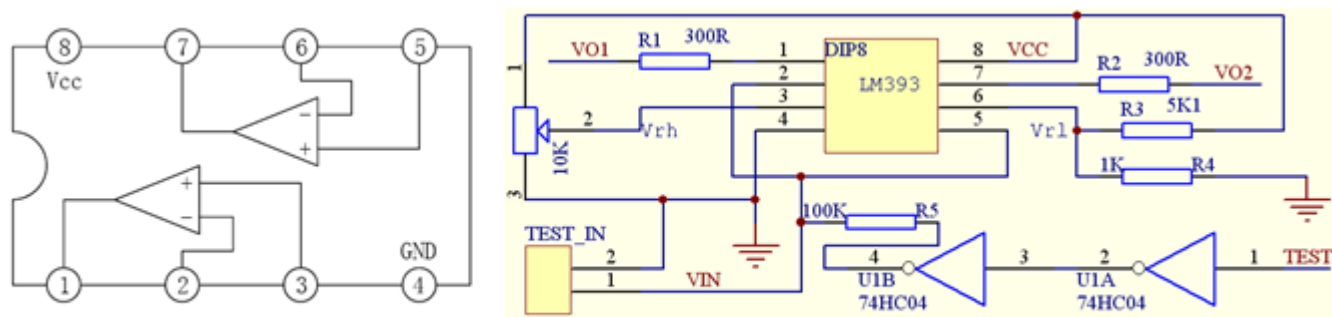 8 7 6 5
Vcc
-
+
+
-
GND
1 2 3 4
VO1 R1 300R 1 DIP8 8 VCC
LM393
2 7 R2 300R VO2
1
3 6 R3 5K1
2 Vrh 4 5 Vrl
10K
1K R4
3
100K R5
TEST_IN
2
1 VIN
4 3 2 1 TEST
U1B U1A
74HC04 74HC04